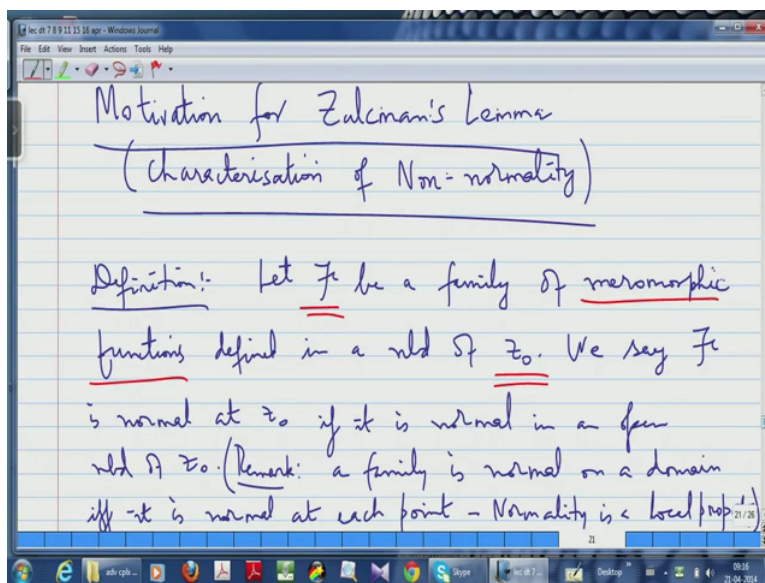 lec dt 7 8 9 11 15 16 apr - Windows Journal
File Edit View Insert Actions Tools Help
Motivation for Zalcman's Lemma
(Characterisation of Non-normality)
Definition:- Let F be a family of meromorphic
functions defined in a nbd of z₀. We say F
is normal at z₀ if it is normal in an open
nbd of z₀. (Remark: a family is normal on a domain
iff it is normal at each point - Normality is a local prop
21 / 26
21
adv cplx ...
Skype
lec dt 7 ...
Desktop
09:16
21-04-2014